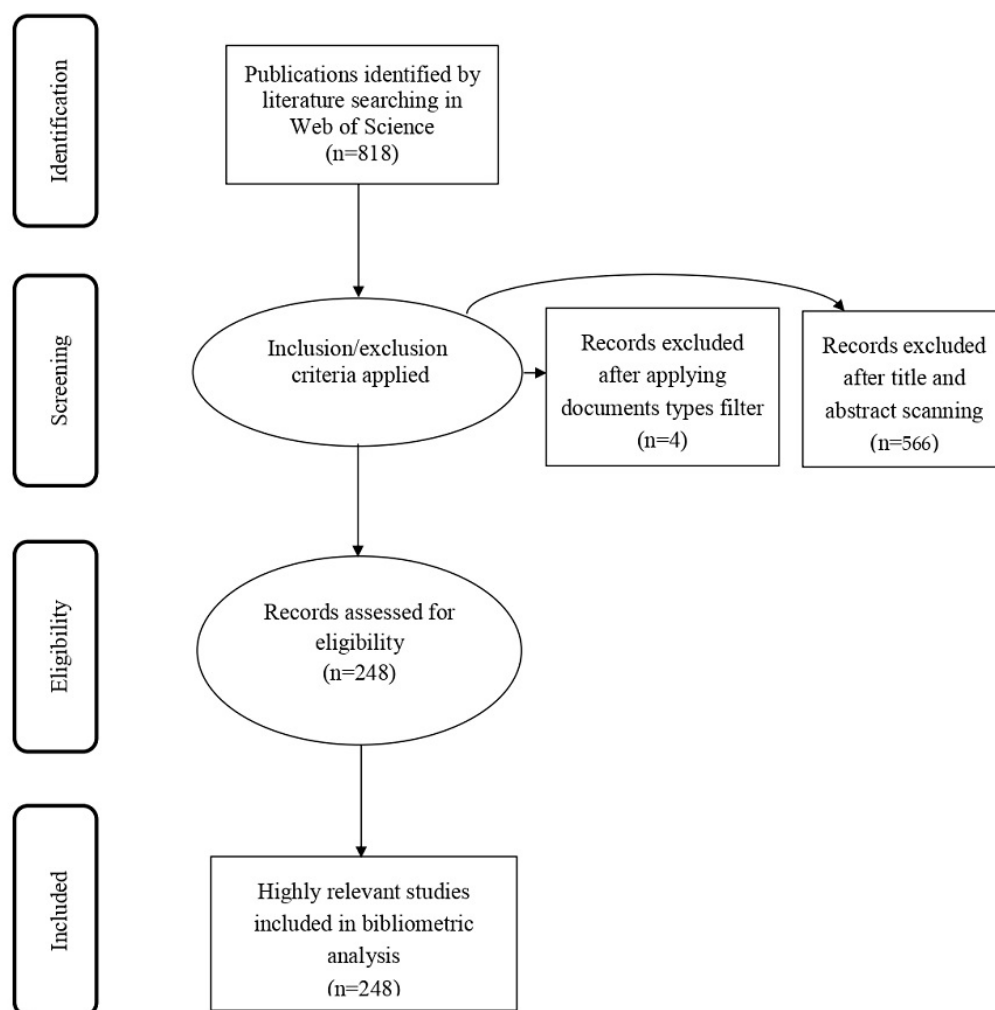 Identification
Publications identified by
literature searching in
Web of Science
(n=818)
Screening
Inclusion/exclusion
criteria applied
Records excluded
after applying
documents types filter
(n=4)
Records excluded
after title and
abstract scanning
(n=566)
Eligibility
Records assessed for
eligibility
(n=248)
Included
Highly relevant studies
included in bibliometric
analysis
(n=248)